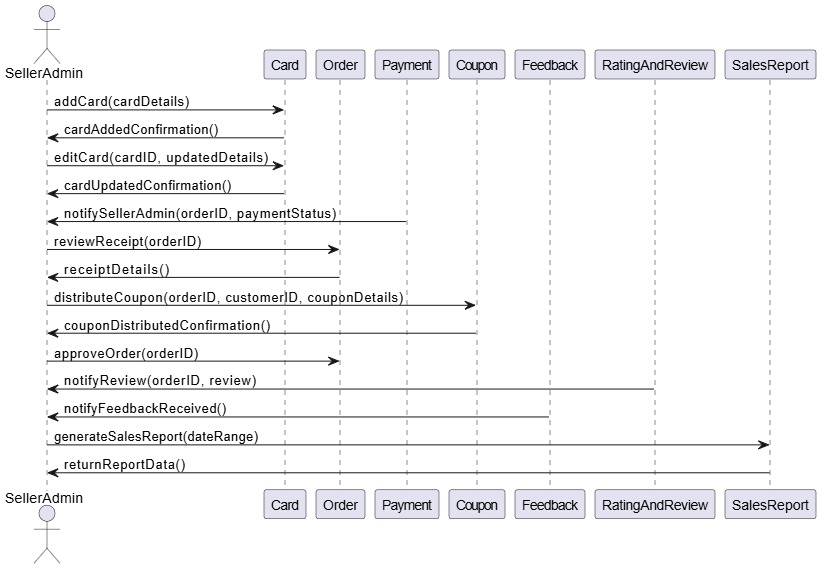 SellerAdmin
Card Order Payment Coupon Feedback RatingAndReview SalesReport
addCard(cardDetails)
cardAddedConfirmation()
editCard(cardID, updatedDetails)
cardUpdatedConfirmation()
notifySellerAdmin(orderID, paymentStatus)
reviewReceipt(orderID)
receiptDetails()
distributeCoupon(orderID, customerID, couponDetails)
couponDistributedConfirmation()
approveOrder(orderID)
notifyReview(orderID, review)
notifyFeedbackReceived()
generateSalesReport(dateRange)
returnReportData()
SellerAdmin
Card Order Payment Coupon Feedback RatingAndReview SalesReport